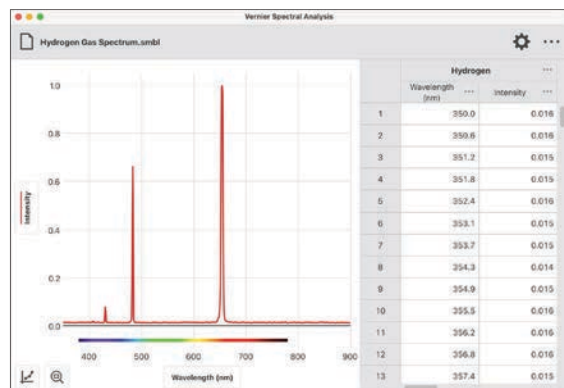 Vernier Spectral Analysis
Hydrogen Gas Spectrum.smbl
Hydrogen
Wavelength (nm) Intensity
1 350.0 0.016
2 350.6 0.016
3 351.2 0.015
4 351.8 0.015
5 352.4 0.016
6 353.1 0.015
7 353.7 0.015
8 354.3 0.014
9 354.9 0.015
10 355.5 0.016
11 356.2 0.016
12 356.8 0.016
13 357.4 0.015
Intensity
1.0
0.8
0.6
0.4
0.2
0.0
400 500 600 700 800 900
Wavelength (nm)